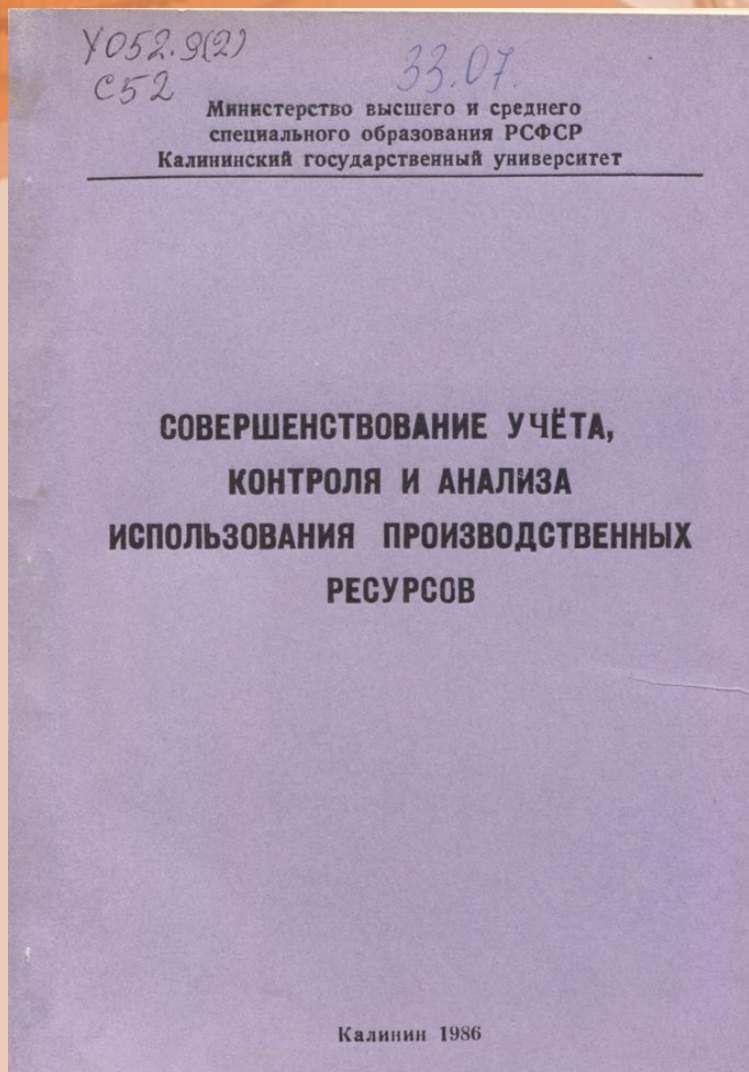 У052.9(2)
С52
33.07.
Министерство высшего и среднего
специального образования РСФСР
Калининский государственный университет
СОВЕРШЕНСТВОВАНИЕ УЧЁТА,
КОНТРОЛЯ И АНАЛИЗА
ИСПОЛЬЗОВАНИЯ ПРОИЗВОДСТВЕННЫХ
РЕСУРСОВ
Калинин 1986